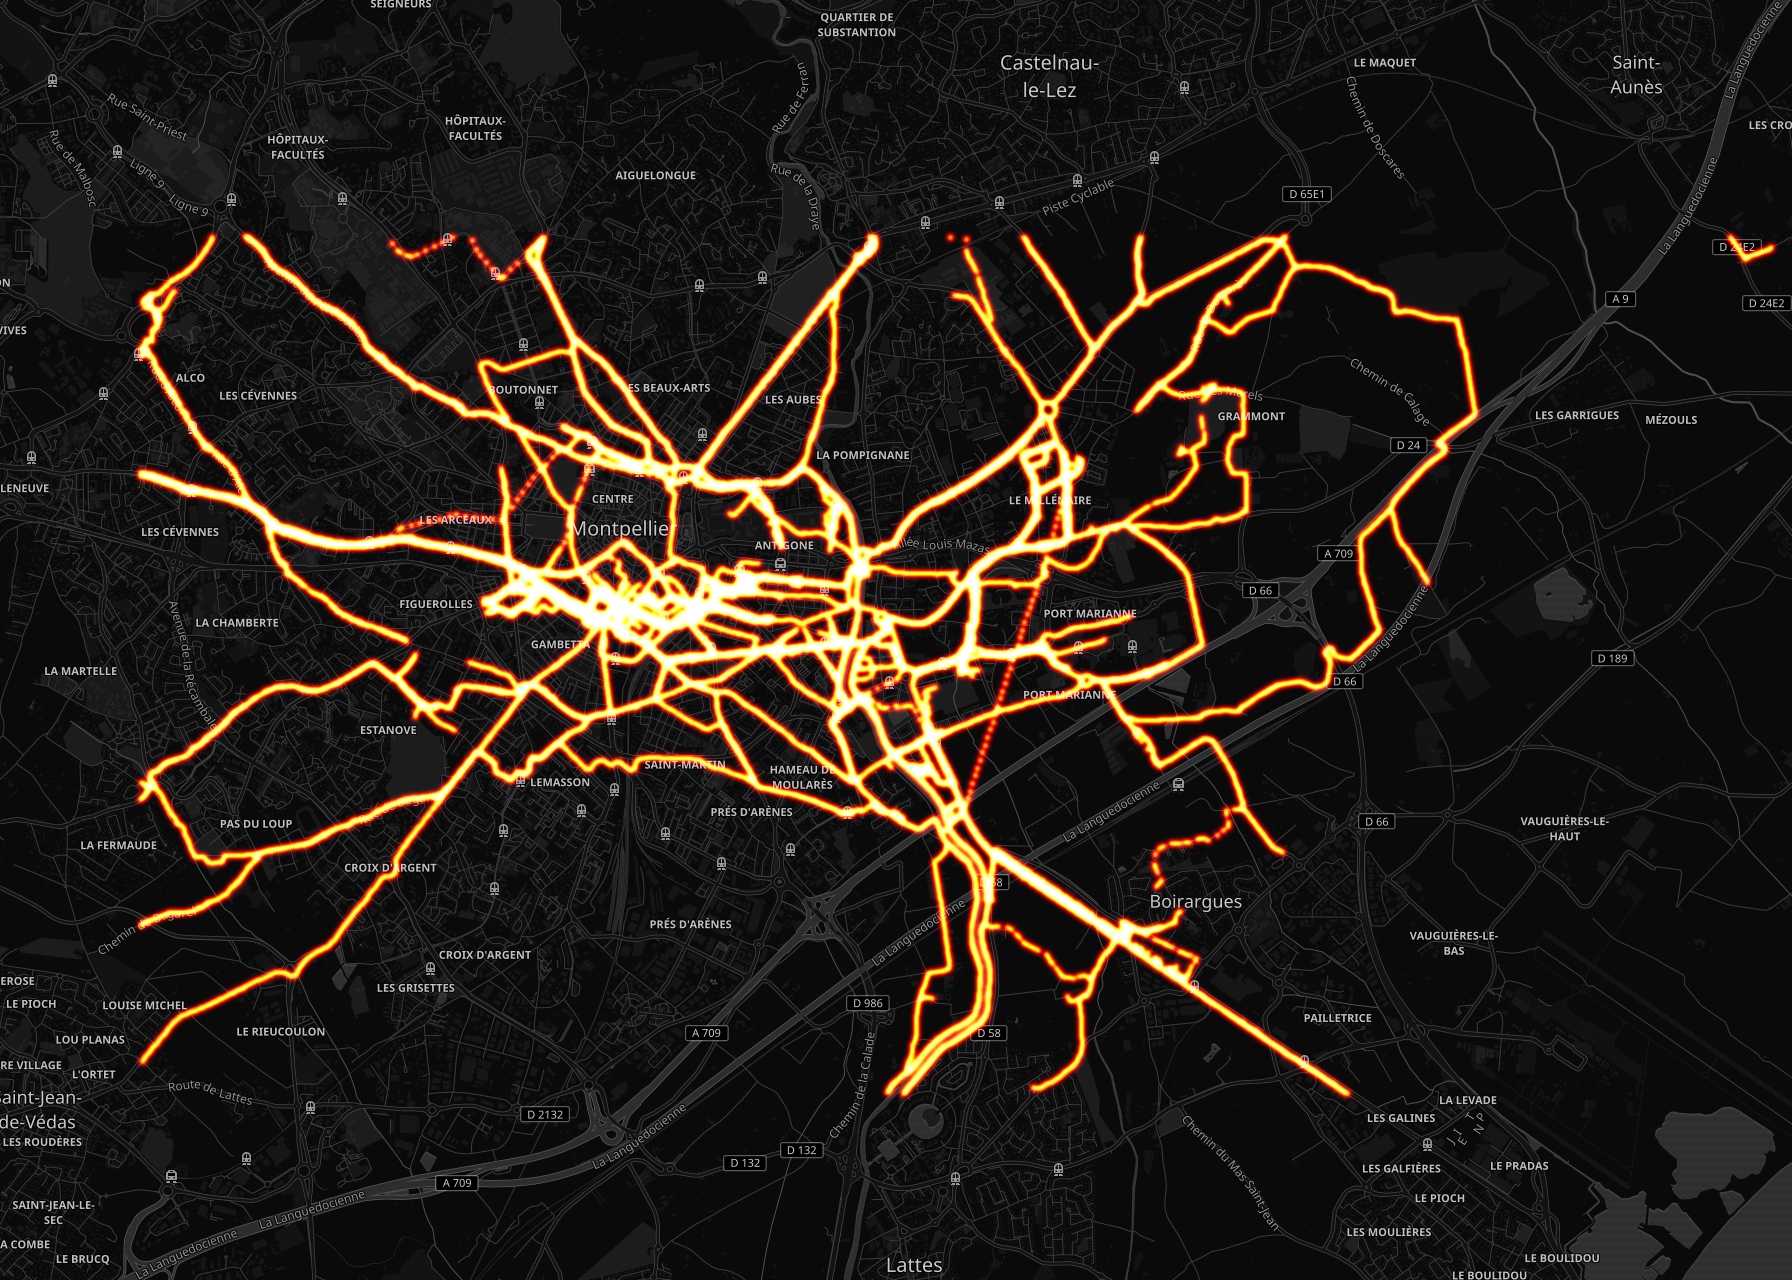 SEIGNEURS
QUARTIER DE
SUBSTANTION
Castelnau-
le-Lez
LE MAQUET
Saint-
Aunès
La Languedocienne
Rue de Ferran
Chemin de Doscares
LES CRO
Rue Saint-Priest
HÔPITAUX-
FACULTÉS
HÔPITAUX-
FACULTÉS
Rue de Malbosc
Ligne 9
Ligne 9
AIGUELONGUE
Rue de la Draye
Piste Cyclable
D 65E1
La Languedocienne
D 24E2
ON
A 9
D 24E2
VIVES
ALCO
LES CÉVENNES
BOUTONNET
LES BEAUX-ARTS
LES AUBES
Chemin de Calage
GRAMMONT
LES GARRIGUES
MÉZOULS
D 24
LA POMPIGNANE
LENEUVE
CENTRE
LE MILLÉNAIRE
LES ARCEAUX
Montpellier
LES CÉVENNES
ANTIGONE
Allée Louis Mazas
A 709
D 66
FIGUEROLLES
LA CHAMBERTE
PORT MARIANNE
Avenue de la Récambale
GAMBETTA
La Languedocienne
D 189
LA MARTELLE
D 66
PORT MARIANNE
ESTANOVE
SAINT-MARTIN
HAMEAU DE
MOULARÈS
LEMASSON
La Languedocienne
PRÉS D'ARÈNES
PAS DU LOUP
D 66
VAUGUIÈRES-LE-
HAUT
LA FERMAUDE
CROIX D'ARGENT
Boirargues
Chemin de Bugarel
PRÉS D'ARÈNES
La Languedocienne
VAUGUIÈRES-LE-
BAS
CROIX D'ARGENT
EROSE
LES GRISETTES
LE PIOCH
LOUISE MICHEL
D 986
PAILLETRICE
LE RIEUCOULON
A 709
D 58
LOU PLANAS
RE VILLAGE
L'ORTET
Route de Lattes
Chemin de la Calade
Saint-Jean-
de-Védas
LA LEVADE
D 2132
LES GALINES
LES ROUDÈRES
D 132
D 132
La Languedocienne
Chemin du Mas Saint-Jean
LES GALFIÈRES
LE PRADAS
A 709
LE PIOCH
SAINT-JEAN-LE-
SEC
La Languedocienne
LES MOULIÈRES
A COMBE
LE BRUCQ
La Languedocienne
Lattes
LE BOULIDOU
LE BOULIDOU